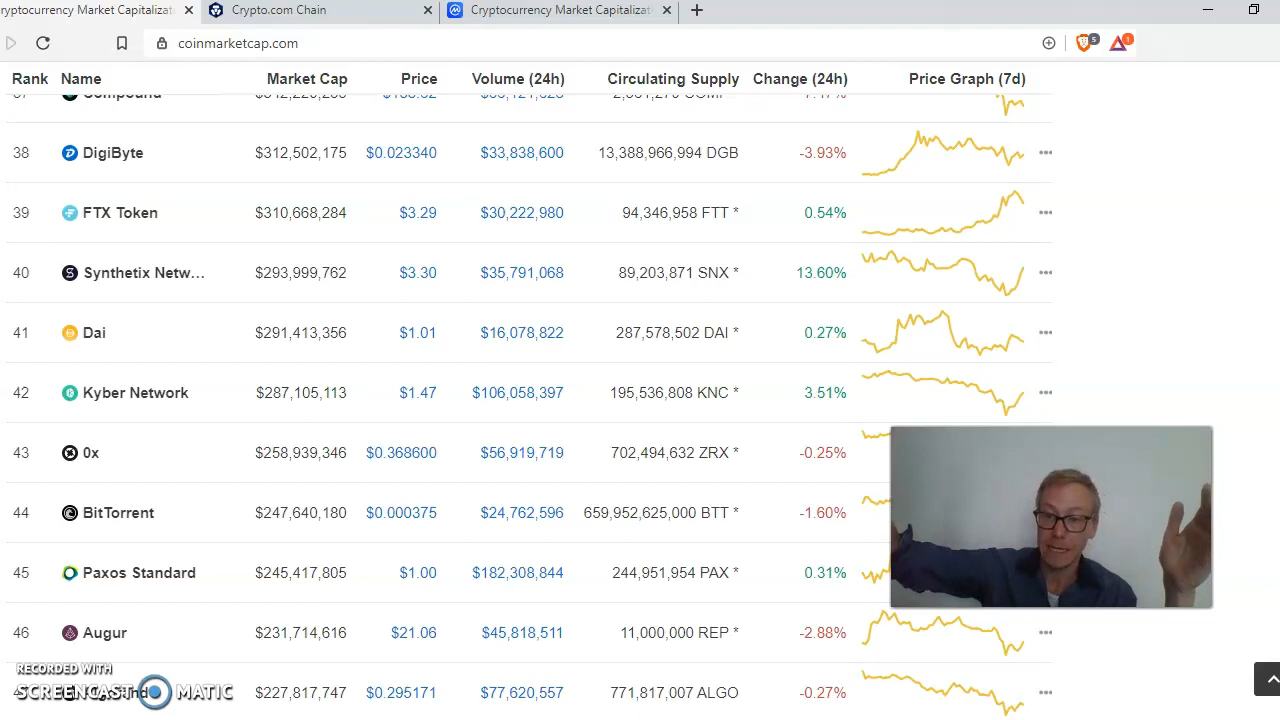 ryptocurrency Market Capitalizat
Crypto.com Chain
Cryptocurrency Market Capitalizat
coinmarketcap.com
5
1
Rank Name Market Cap Price Volume (24h) Circulating Supply Change (24h) Price Graph (7d)
Compound
38 DigiByte $312,502,175 $0.023340 $33,838,600 13,388,966,994 DGB -3.93%
39 FTX Token $310,008,284 $3.29 $30,222,980 94,346,958 FTT * 0.54%
40 Synthetix Netw... $293,999,762 $3.30 $35,791,068 89,203,871 SNX * 13.60%
41 Dai $291,413,356 $1.01 $16,078,822 287,578,502 DAI * 0.27%
42 Kyber Network $287,105,113 $1.47 $106,058,397 195,536,808 KNC * 3.51%
43 0x $258,939,346 $0.368600 $56,919,719 702,494,632 ZRX * -0.25%
44 BitTorrent $247,640,180 $0.000375 $24,762,596 659,952,625,000 BTT * -1.60%
45 Paxos Standard $245,417,805 $1.00 $182,308,844 244,951,954 PAX * 0.31%
46 Augur $231,714,616 $21.06 $45,818,511 11,000,000 REP * -2.88%
$227,817,747 $0.295171 $77,620,557 771,817,007 ALGO -0.27%
RECORDED WITH
SCREENCAST MATIC